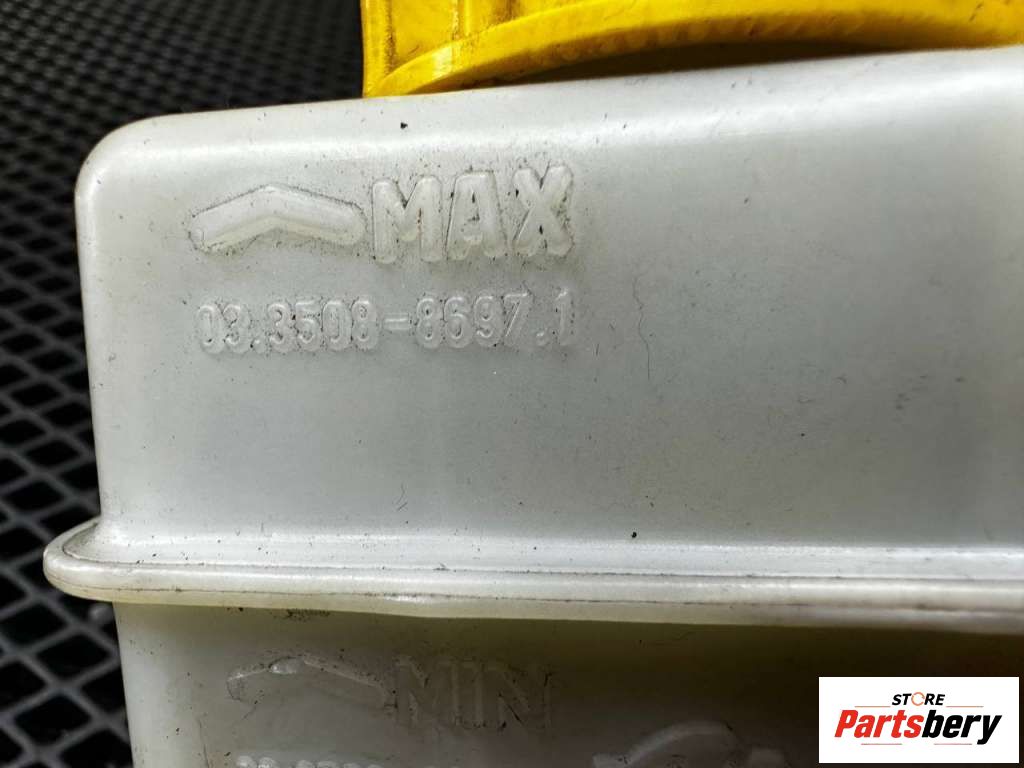 MAX
03.3508-8697.1
MIN
STORE
Partsbery